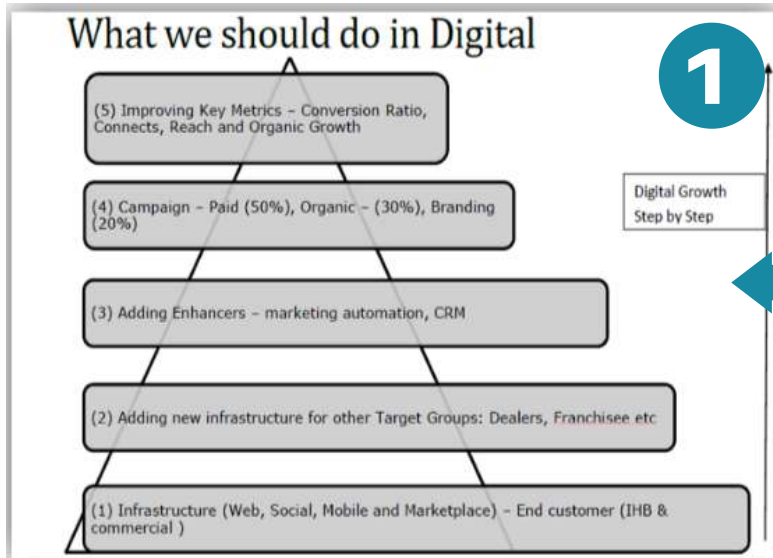 What we should do in Digital
1
(5) Improving Key Metrics – Conversion Ratio,
Connects, Reach and Organic Growth
Digital Growth
Step by Step
(4) Campaign – Paid (50%), Organic – (30%), Branding
(20%)
(3) Adding Enhancers – marketing automation, CRM
(2) Adding new infrastructure for other Target Groups: Dealers, Franchisee etc
(1) Infrastructure (Web, Social, Mobile and Marketplace) – End customer (IHB &
commercial )